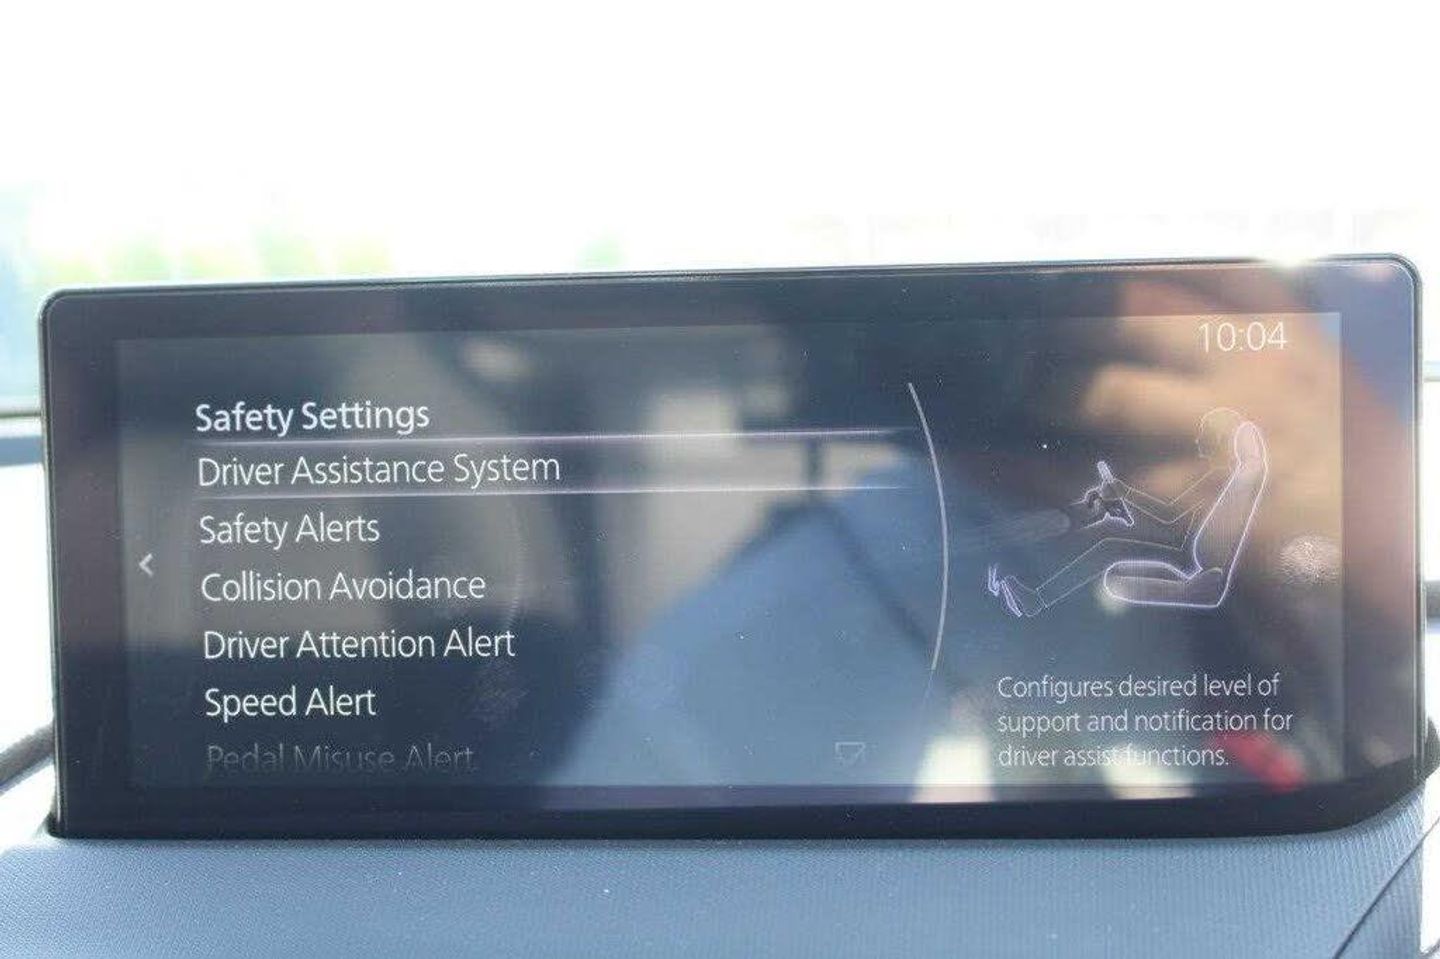 10:04
Safety Settings
Driver Assistance System
Safety Alerts
Collision Avoidance
Driver Attention Alert
Speed Alert
Pedal Misuse Alert
Configures desired level of
support and notification for
driver assist functions.